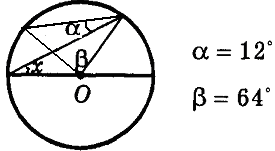 α
x
β
O
α = 12°
β = 64°